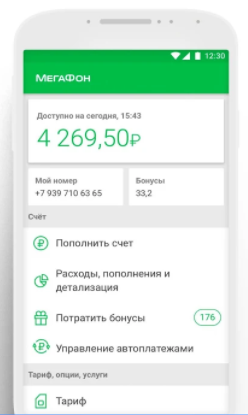 12:30
МегаФон
Доступно на сегодня, 15:43
4 269,50₽
Мой номер
+7 939 710 63 65
Бонусы
33,2
Счёт
Пополнить счет
Расходы, пополнения и
детализация
Потратить бонусы 176
Управление автоплатежами
Тариф, опции, услуги
Тариф